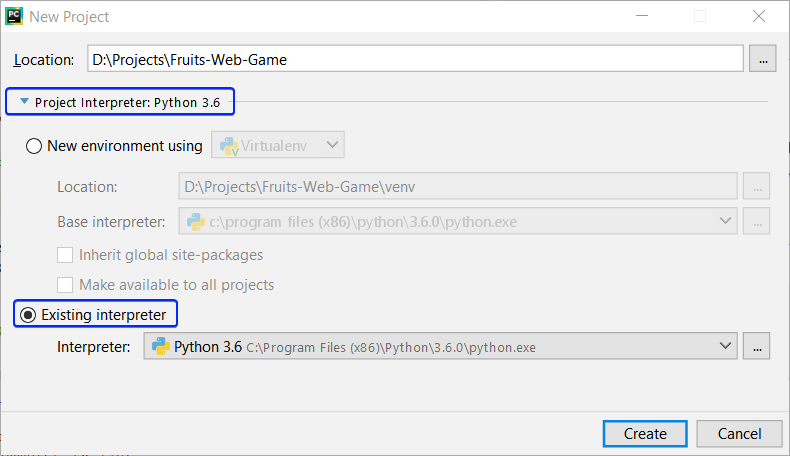 PC New Project
Location: D:\Projects\Fruits-Web-Game ...
Project Interpreter: Python 3.6
New environment using Virtualenv
Location: D:\Projects\Fruits-Web-Game\venv ...
Base interpreter: c:\program files (x86)\python\3.6.0\python.exe ...
Inherit global site-packages
Make available to all projects
Existing interpreter
Interpreter: Python 3.6 C:\Program Files (x86)\Python\3.6.0\python.exe ...
Create Cancel